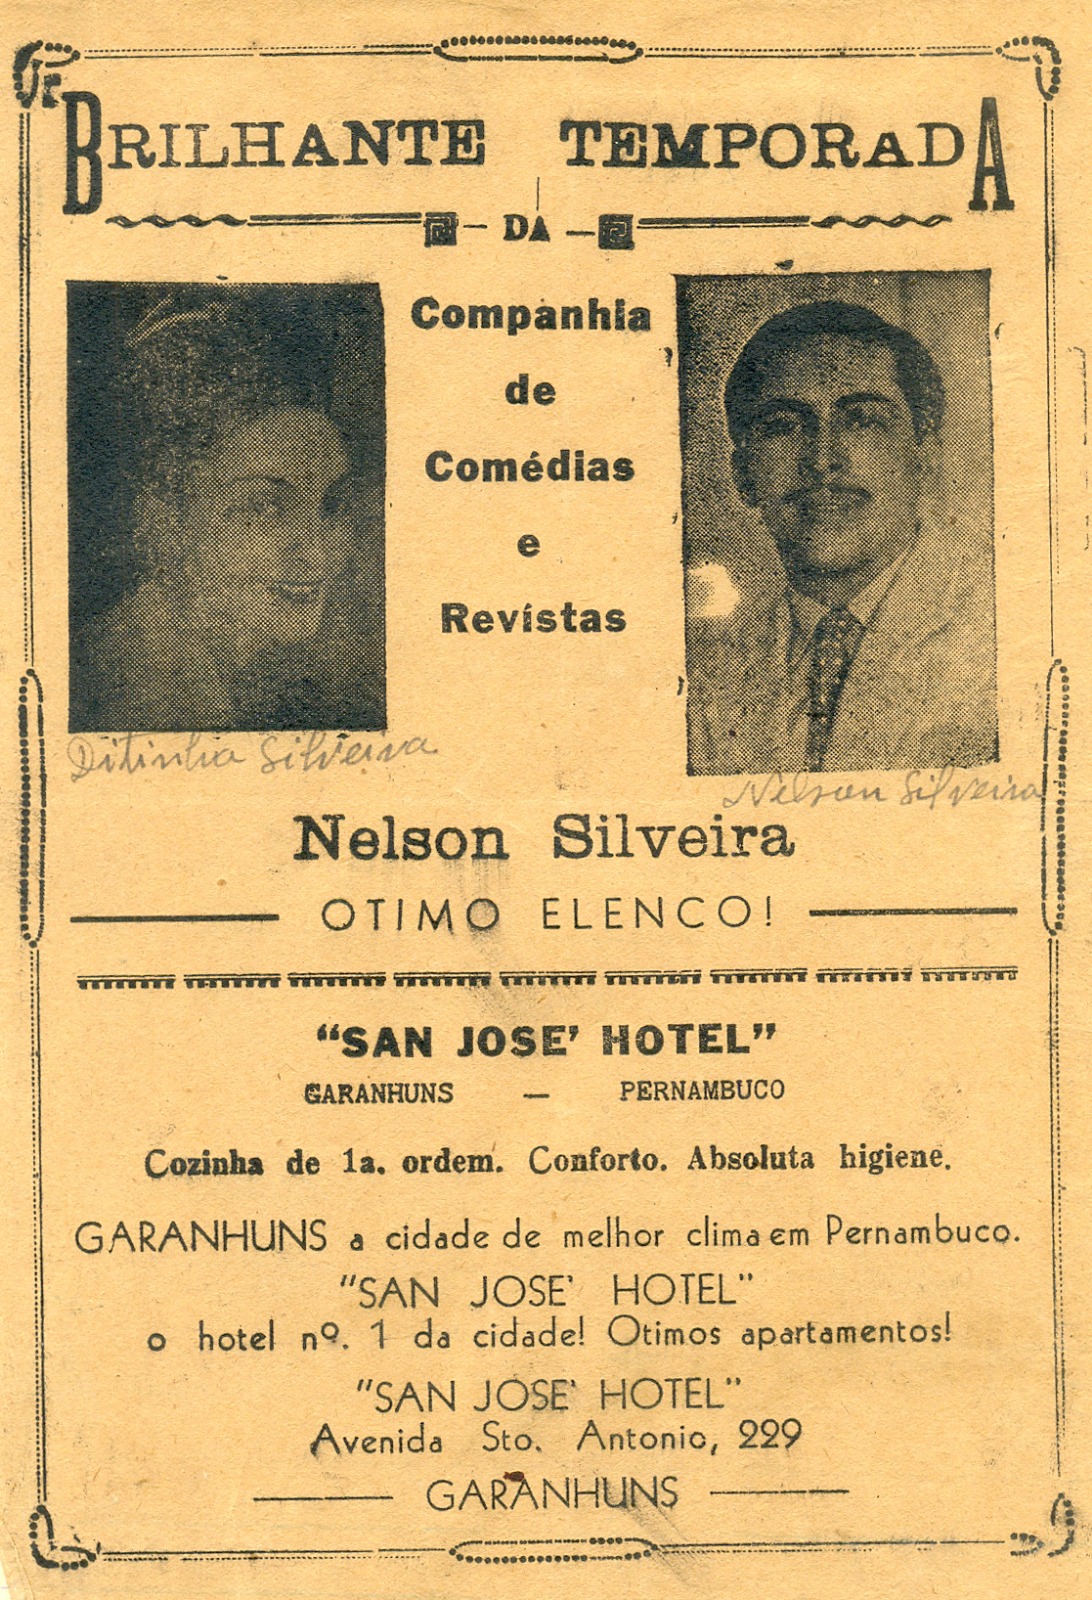 BRILHANTE TEMPORADA
- DA -
Companhia
de
Comédias
e
Revístas
Ditinha Silveira
Nelson Silveira
Nelson Silveira
OTIMO ELENCO!
“SAN JOSE’ HOTEL”
GARANHUNS — PERNAMBUCO
Cozinha de 1a. ordem. Conforto. Absoluta higiene.
GARANHUNS a cidade de melhor clima em Pernambuco.
"SAN JOSE' HOTEL"
o hotel nº. 1 da cidade! Otimos apartamentos!
"SAN JOSE' HOTEL"
Avenida Sto. Antonio, 229
GARANHUNS